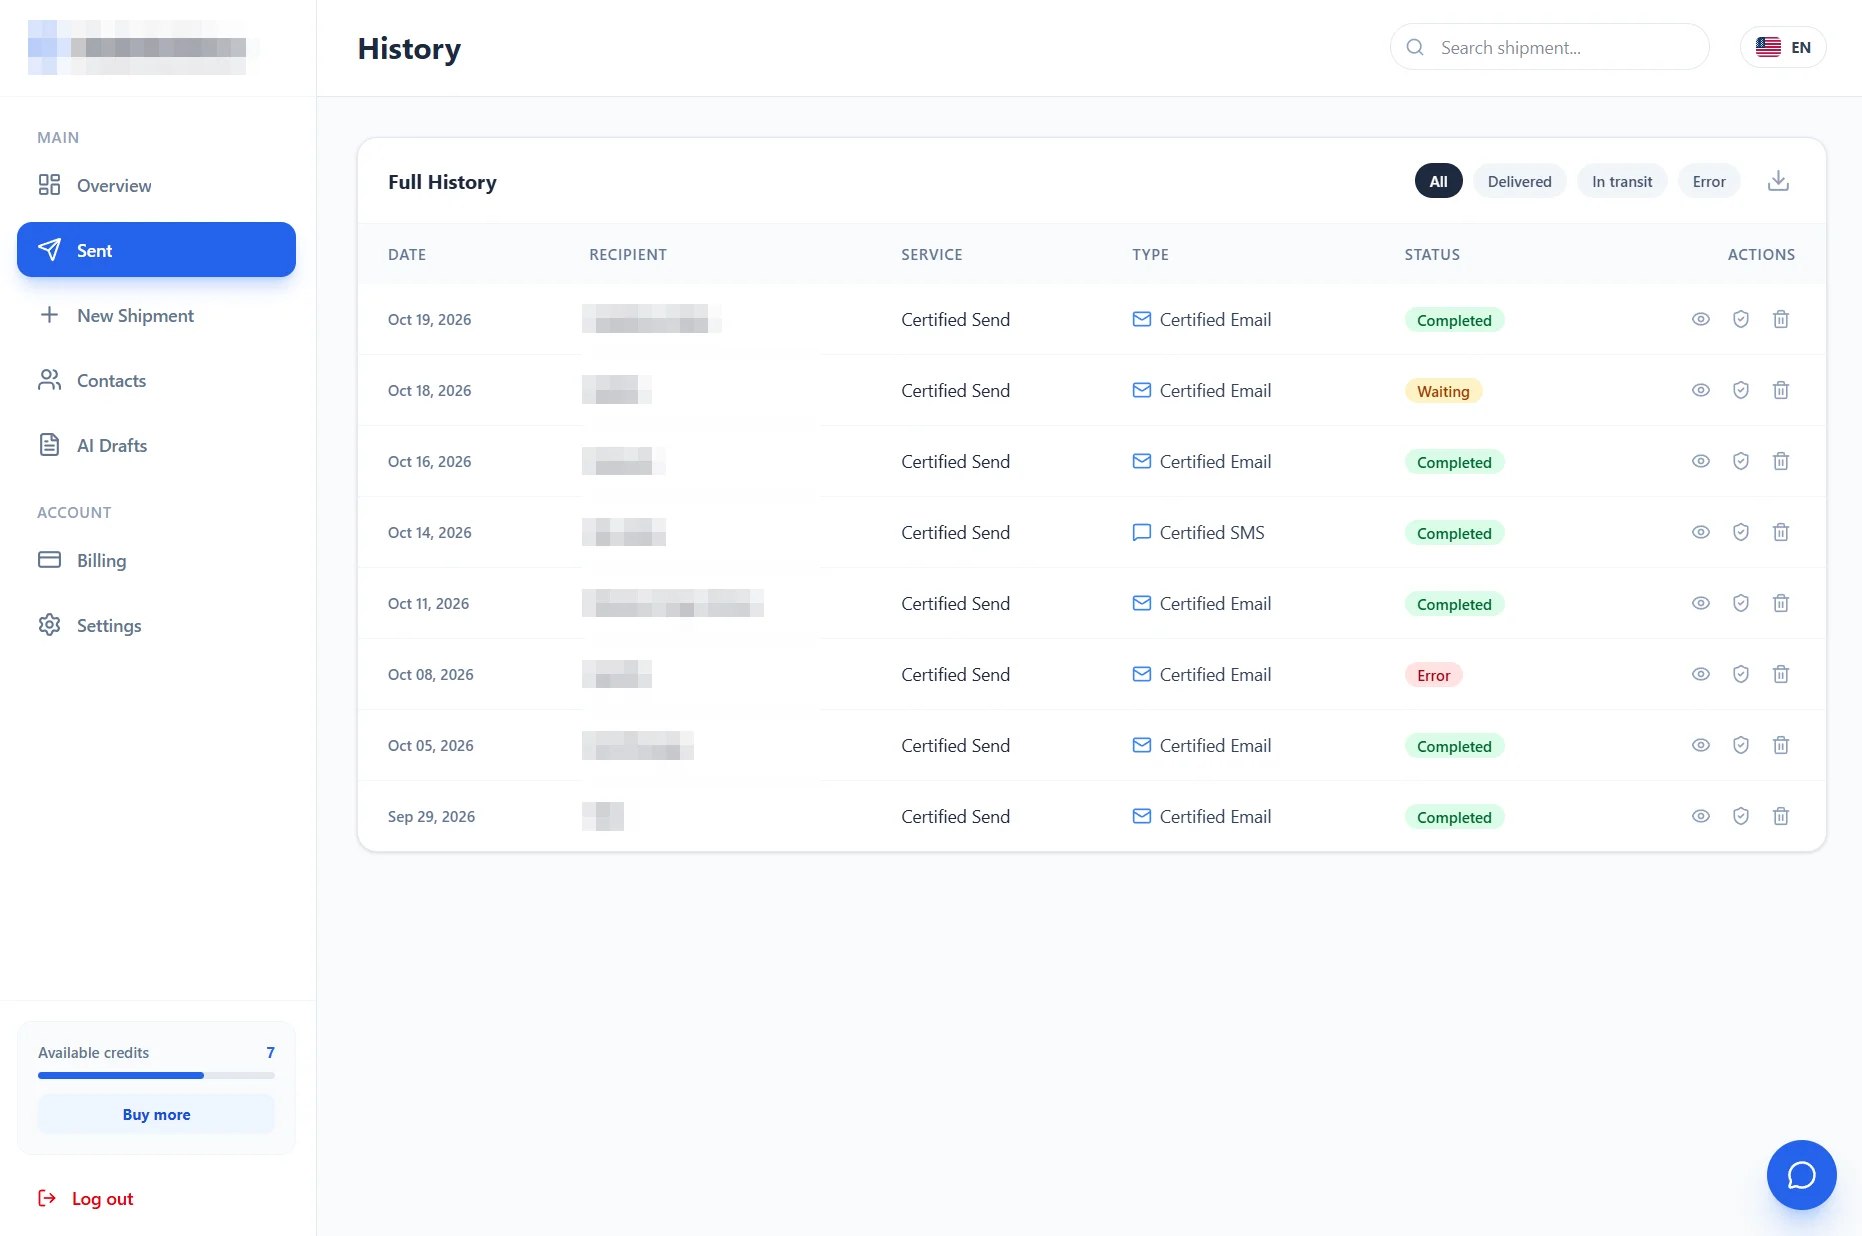 History
Search shipment...
EN
MAIN
Overview
Sent
New Shipment
Contacts
AI Drafts
ACCOUNT
Billing
Settings
Available credits 7
Buy more
Log out
Full History
All Delivered In transit Error
DATE RECIPIENT SERVICE TYPE STATUS ACTIONS
Oct 19, 2026 Certified Send Certified Email Completed
Oct 18, 2026 Certified Send Certified Email Waiting
Oct 16, 2026 Certified Send Certified Email Completed
Oct 14, 2026 Certified Send Certified SMS Completed
Oct 11, 2026 Certified Send Certified Email Completed
Oct 08, 2026 Certified Send Certified Email Error
Oct 05, 2026 Certified Send Certified Email Completed
Sep 29, 2026 Certified Send Certified Email Completed